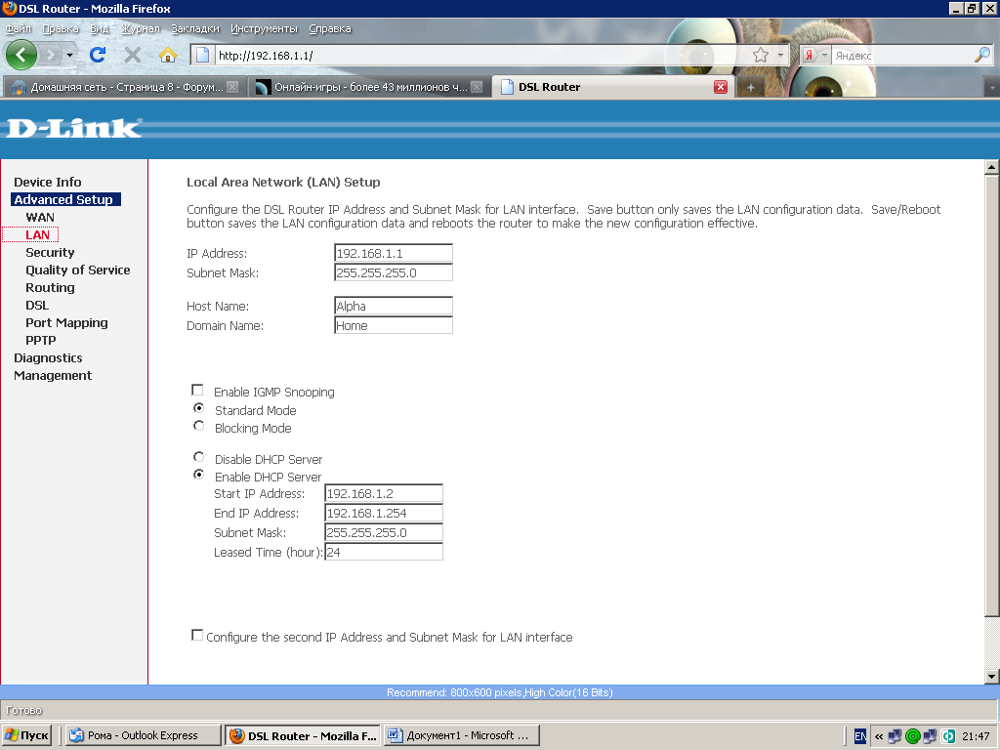 DSL Router - Mozilla Firefox
Файл Правка Вид Журнал Закладки Инструменты Справка
http://192.168.1.1/
Я Яндекс
Домашняя сеть - Страница 8 - Форум...
Онлайн-игры - более 43 миллионов ч...
DSL Router
D-Link
Device Info
Advanced Setup
WAN
LAN
Security
Quality of Service
Routing
DSL
Port Mapping
PPTP
Diagnostics
Management
Local Area Network (LAN) Setup
Configure the DSL Router IP Address and Subnet Mask for LAN interface. Save button only saves the LAN configuration data. Save/Reboot
button saves the LAN configuration data and reboots the router to make the new configuration effective.
IP Address: 192.168.1.1
Subnet Mask: 255.255.255.0
Host Name: Alpha
Domain Name: Home
Enable IGMP Snooping
Standard Mode
Blocking Mode
Disable DHCP Server
Enable DHCP Server
Start IP Address: 192.168.1.2
End IP Address: 192.168.1.254
Subnet Mask: 255.255.255.0
Leased Time (hour): 24
Configure the second IP Address and Subnet Mask for LAN interface
Recommend: 800x600 pixels,High Color(16 Bits)
Готово
Пуск
Рома - Outlook Express
DSL Router - Mozilla F...
Документ1 - Microsoft ...
EN
21:47